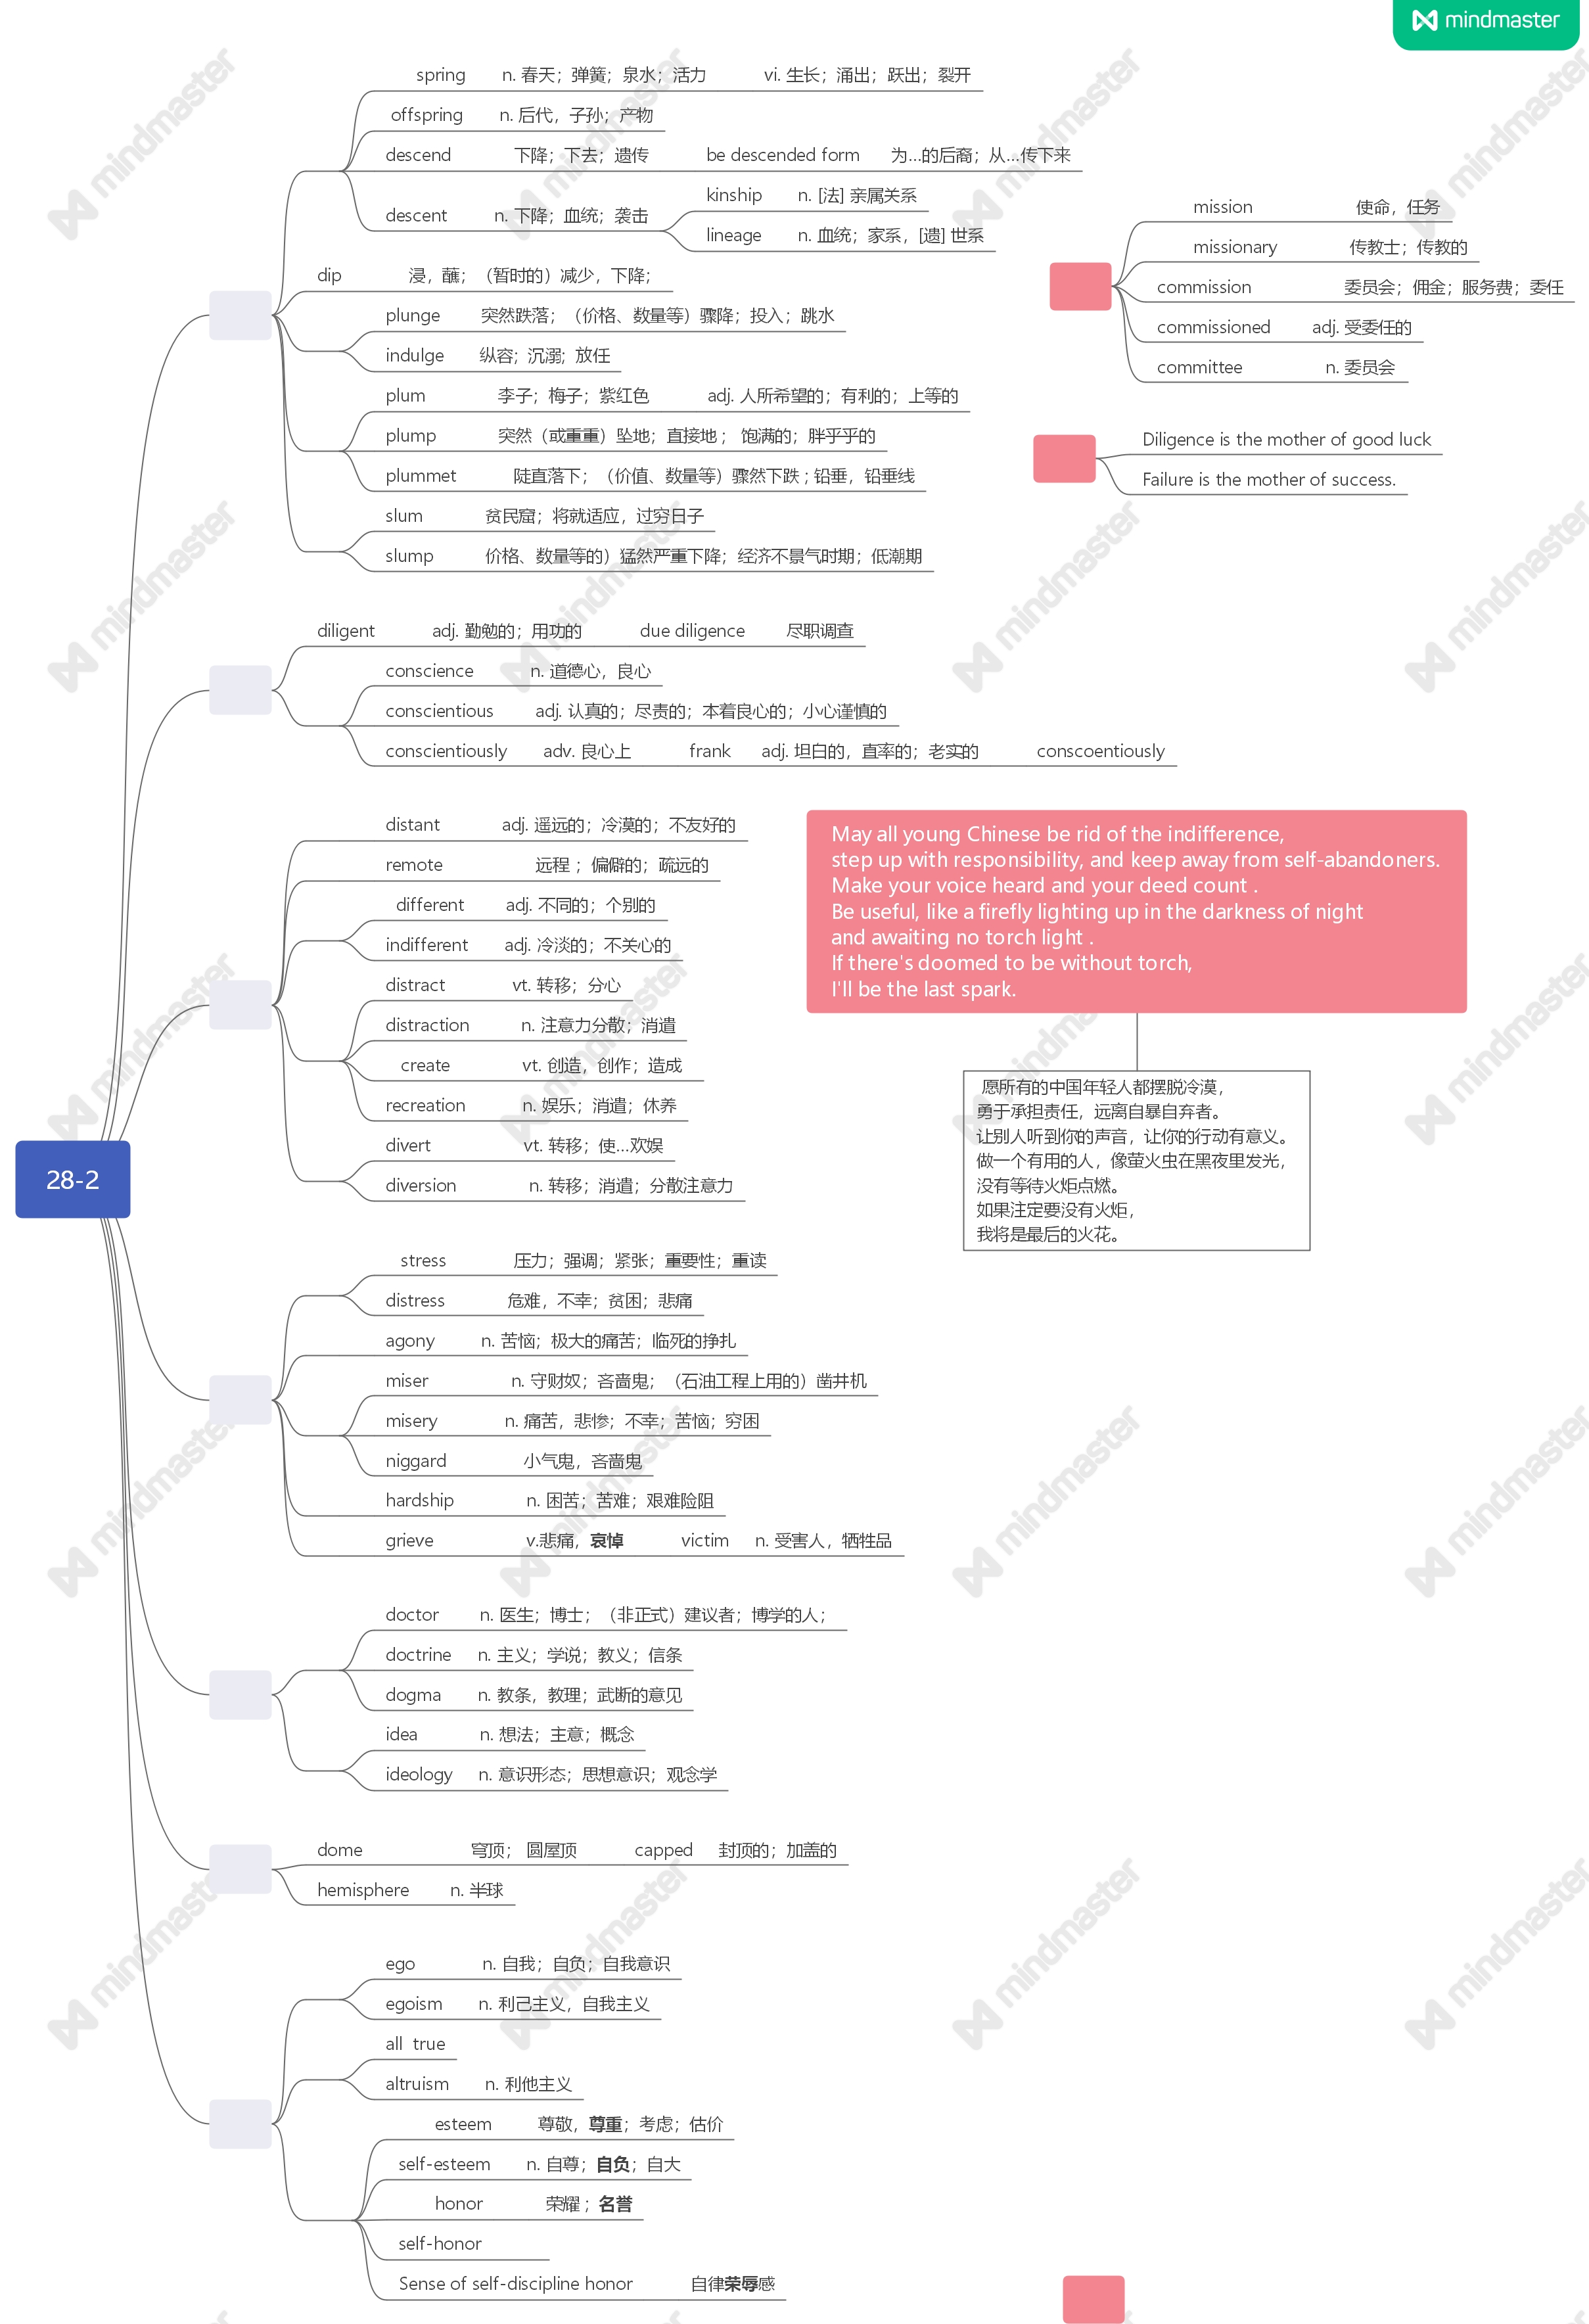 mindmaster
spring n. 春天；弹簧；泉水；活力 vi. 生长；涌出；跃出；裂开
offspring n. 后代，子孙；产物
descend 下降；下去；遗传 be descended form 为...的后裔；从...传下来
descent n. 下降；血统；袭击
kinship n. [法] 亲属关系
lineage n. 血统；家系，[遗] 世系
dip 浸，蘸；（暂时的）减少，下降；
plunge 突然跌落；（价格、数量等）骤降；投入；跳水
indulge 纵容；沉溺；放任
plum 李子；梅子；紫红色 adj. 人所希望的；有利的；上等的
plump 突然（或重重）坠地；直接地； 饱满的；胖乎乎的
plummet 陡直落下；（价值、数量等）骤然下跌 ; 铅垂，铅垂线
slum 贫民窟；将就适应，过穷日子
slump 价格、数量等的）猛然严重下降；经济不景气时期；低潮期
mission 使命，任务
missionary 传教士；传教的
commission 委员会；佣金；服务费；委任
commissioned adj. 受委任的
committee n. 委员会
Diligence is the mother of good luck
Failure is the mother of success.
diligent adj. 勤勉的；用功的 due diligence 尽职调查
conscience n. 道德心，良心
conscientious adj. 认真的；尽责的；本着良心的；小心谨慎的
conscientiously adv. 良心上 frank adj. 坦白的，直率的；老实的 conscoentiously
distant adj. 遥远的；冷漠的；不友好的
remote 远程 ；偏僻的；疏远的
different adj. 不同的；个别的
indifferent adj. 冷淡的；不关心的
distract vt. 转移；分心
distraction n. 注意力分散；消遣
create vt. 创造，创作；造成
recreation n. 娱乐；消遣；休养
divert vt. 转移；使...欢娱
diversion n. 转移；消遣；分散注意力
May all young Chinese be rid of the indifference,
step up with responsibility, and keep away from self-abandoners.
Make your voice heard and your deed count .
Be useful, like a firefly lighting up in the darkness of night
and awaiting no torch light .
If there's doomed to be without torch,
I'll be the last spark.
愿所有的中国年轻人都摆脱冷漠，
勇于承担责任，远离自暴自弃者。
让别人听到你的声音，让你的行动有意义。
做一个有用的人，像萤火虫在黑夜里发光，
没有等待火炬点燃。
如果注定要没有火炬，
我将是最后的火花。
28-2
stress 压力；强调；紧张；重要性；重读
distress 危难，不幸；贫困；悲痛
agony n. 苦恼；极大的痛苦；临死的挣扎
miser n. 守财奴；吝啬鬼；（石油工程上用的）凿井机
misery n. 痛苦，悲惨；不幸；苦恼；穷困
niggard 小气鬼，吝啬鬼
hardship n. 困苦；苦难；艰难险阻
grieve v.悲痛，哀悼 victim n. 受害人，牺牲品
doctor n. 医生；博士；（非正式）建议者；博学的人；
doctrine n. 主义；学说；教义；信条
dogma n. 教条，教理；武断的意见
idea n. 想法；主意；概念
ideology n. 意识形态；思想意识；观念学
dome 穹顶； 圆屋顶 capped 封顶的；加盖的
hemisphere n. 半球
ego n. 自我；自负；自我意识
egoism n. 利己主义，自我主义
all true
altruism n. 利他主义
esteem 尊敬，尊重；考虑；估价
self-esteem n. 自尊；自负；自大
honor 荣耀 ；名誉
self-honor
Sense of self-discipline honor 自律荣辱感